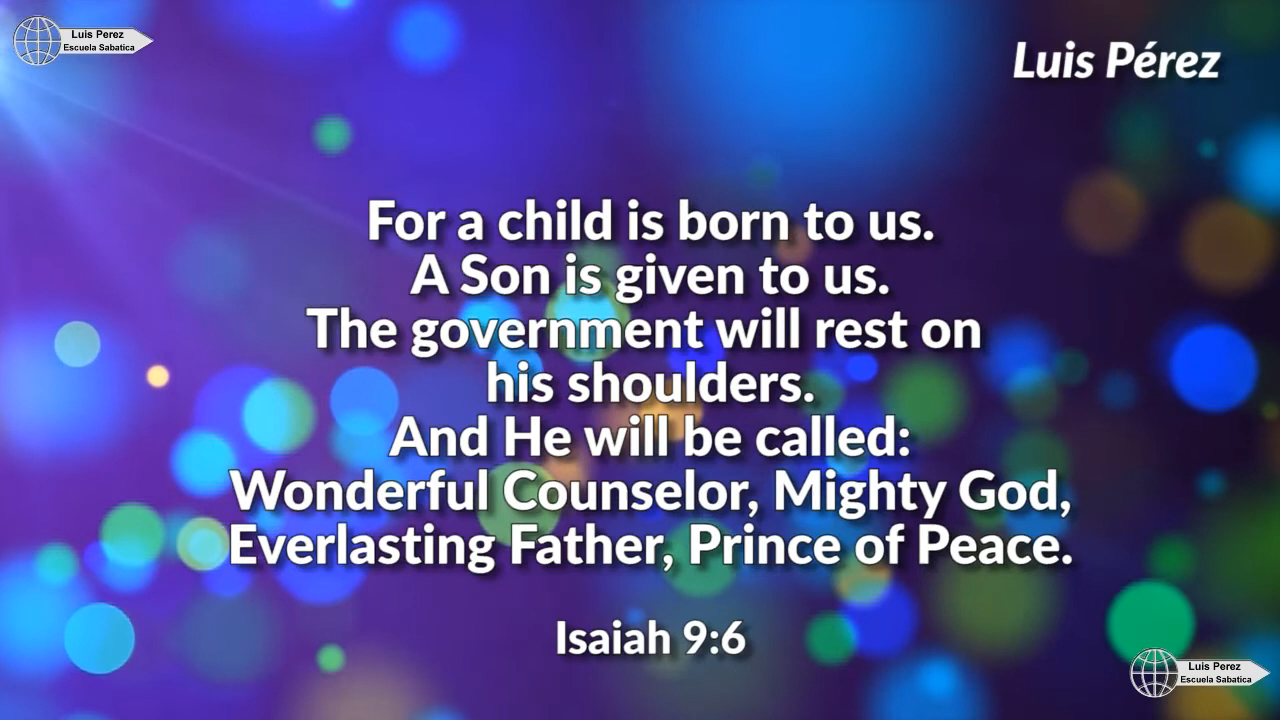 Luis Perez
Escuela Sabatica
Luis Pérez
For a child is born to us.
A Son is given to us.
The government will rest on
his shoulders.
And He will be called:
Wonderful Counselor, Mighty God,
Everlasting Father, Prince of Peace.
Isaiah 9:6
Luis Perez
Escuela Sabatica